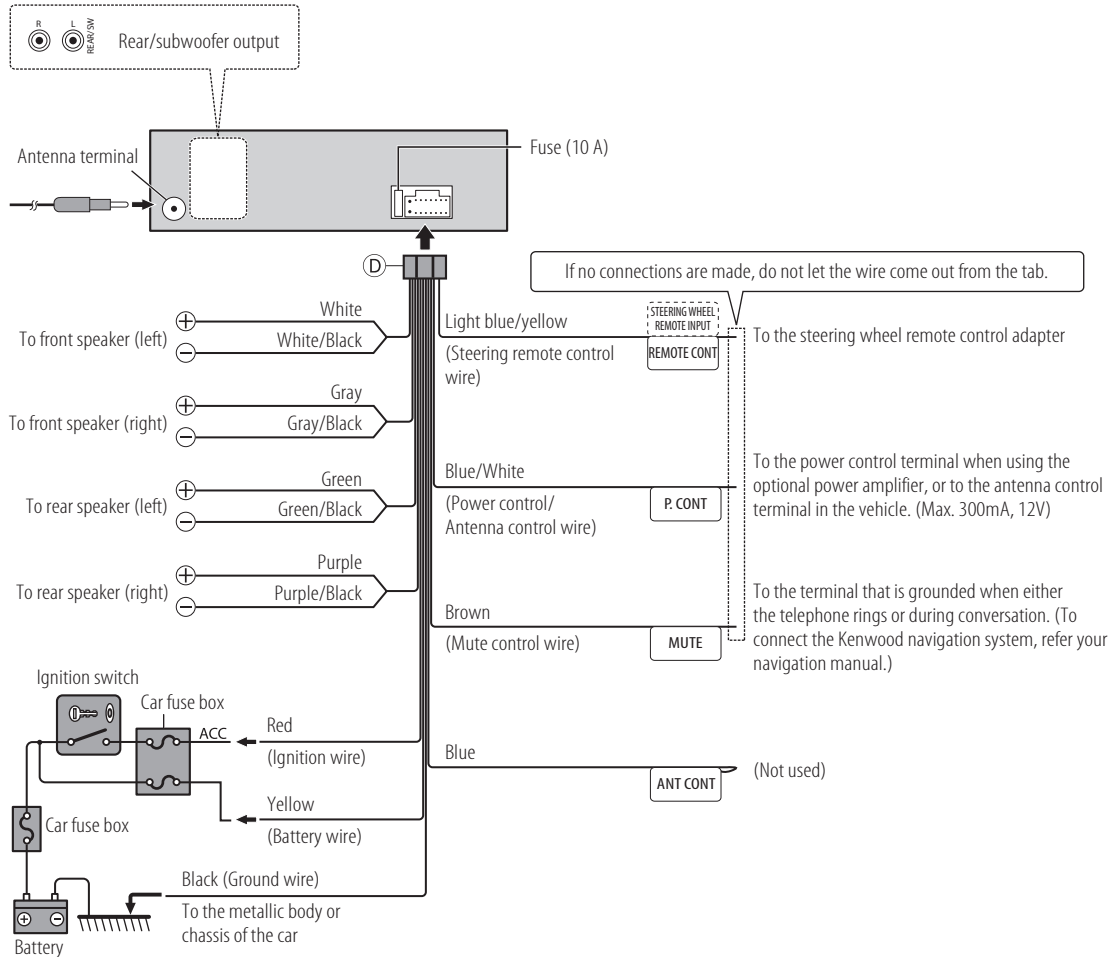 R
L
REAR/SW
Rear/subwoofer output
Antenna terminal
Fuse (10 A)
D
If no connections are made, do not let the wire come out from the tab.
To front speaker (left)
+
White
White/Black
−
Light blue/yellow
(Steering remote control
wire)
STEERING WHEEL
REMOTE INPUT
REMOTE CONT
To the steering wheel remote control adapter
To front speaker (right)
+
Gray
Gray/Black
−
To rear speaker (left)
+
Green
Green/Black
−
Blue/White
(Power control/
Antenna control wire)
P. CONT
To the power control terminal when using the
optional power amplifier, or to the antenna control
terminal in the vehicle. (Max. 300mA, 12V)
To rear speaker (right)
+
Purple
Purple/Black
−
Brown
(Mute control wire)
MUTE
To the terminal that is grounded when either
the telephone rings or during conversation. (To
connect the Kenwood navigation system, refer your
navigation manual.)
Ignition switch
Car fuse box
ACC
Red
(Ignition wire)
Blue
ANT CONT
(Not used)
Yellow
(Battery wire)
Car fuse box
Black (Ground wire)
To the metallic body or
chassis of the car
+
−
Battery